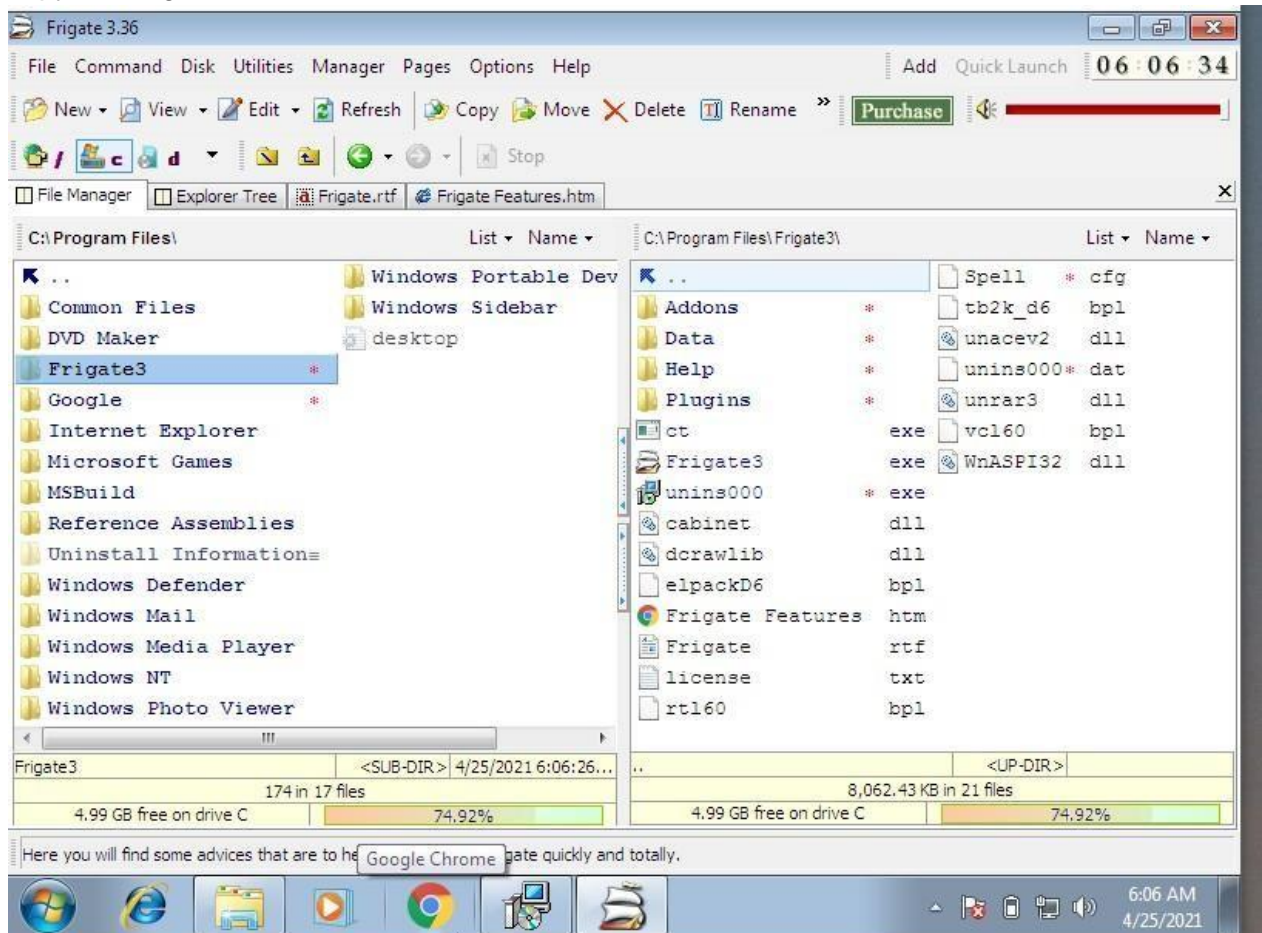 Frigate 3.36
File Command Disk Utilities Manager Pages Options Help Add Quick Launch 06:06:34
New View Edit Refresh Copy Move Delete Rename » Purchase
/ c d Stop
File Manager Explorer Tree Frigate.rtf Frigate Features.htm
C:\Program Files\ List Name C:\Program Files\Frigate3\ List Name
.. Windows Portable Dev .. Spell * cfg
Common Files Windows Sidebar Addons * tb2k_d6 bpl
DVD Maker desktop Data * unacev2 dll
Frigate3 * Help * unins000* dat
Google * Plugins * unrar3 dll
Internet Explorer ct exe vcl60 bpl
Microsoft Games Frigate3 exe WnASPI32 dll
MSBuild unins000 * exe
Reference Assemblies cabinet dll
Uninstall Information dcrawlib dll
Windows Defender elpackD6 bpl
Windows Mail Frigate Features htm
Windows Media Player Frigate rtf
Windows NT license txt
Windows Photo Viewer rtl60 bpl
Frigate3 <SUB-DIR> 4/25/2021 6:06:26... .. <UP-DIR>
174 in 17 files 8,062.43 KB in 21 files
4.99 GB free on drive C 74.92% 4.99 GB free on drive C 74.92%
Here you will find some advices that are to Google Chrome quickly and totally.
6:06 AM
4/25/2021